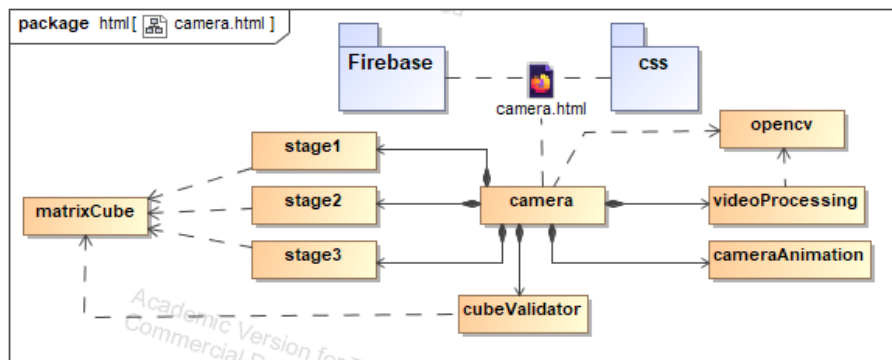 package html[ camera.html ]
Firebase
css
camera.html
opencv
stage1
stage2
camera
videoProcessing
matrixCube
stage3
cameraAnimation
cubeValidator
Academic Version for
Commercial D